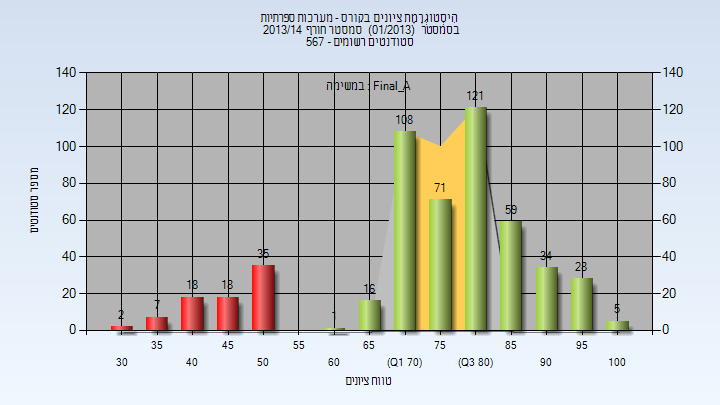 היסטוגרמת ציונים בקורס - מערכות ספרתיות
בסמסטר (01/2013) סמסטר חורף 2013/14
סטודנטים רשומים - 567
במשימה : Final_A
מספר סטודנטים
140 140
120 120
100 100
80 80
60 60
40 40
20 20
0 0
2 7 18 18 35 1 16 108 71 121 59 34 28 5
35 45 55 65 75 85 95
30 40 50 60 (Q1 70) (Q3 80) 90 100
טווח ציונים